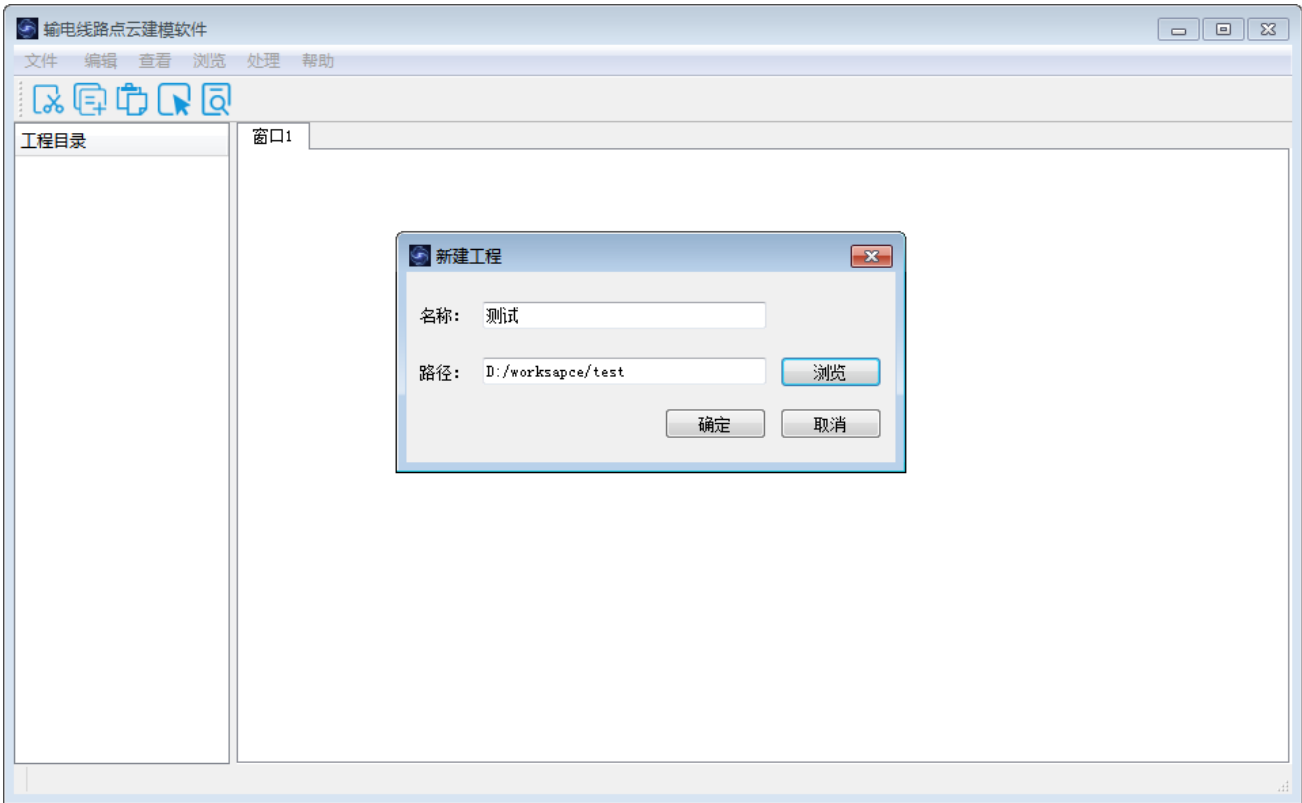 输电线路点云建模软件
文件 编辑 查看 浏览 处理 帮助
工程目录
窗口1
新建工程
名称: 测试
路径: D:/worksapce/test 浏览
确定 取消